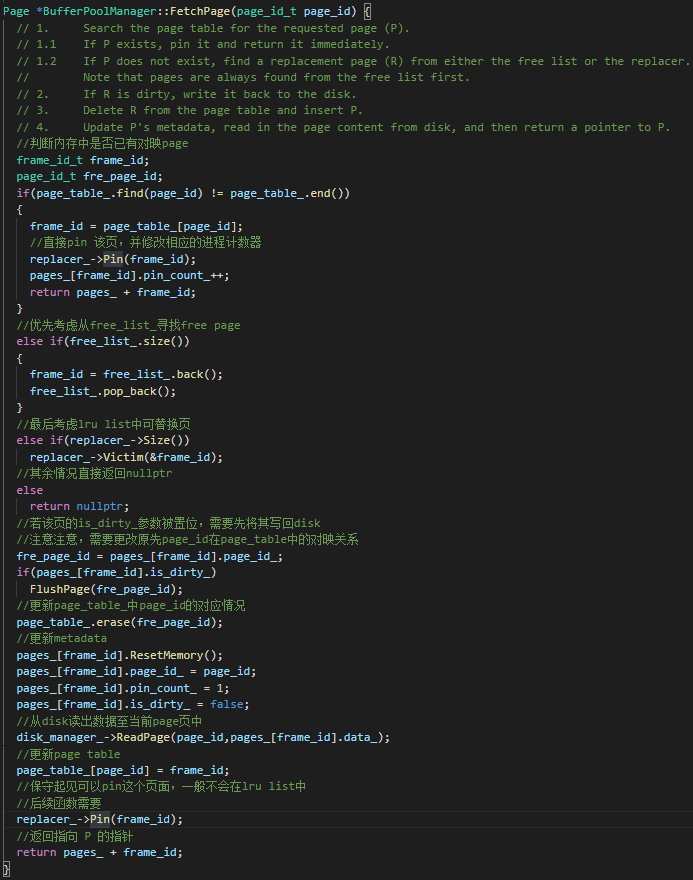 Page *BufferPoolManager::FetchPage(page_id_t page_id) {
// 1.     Search the page table for the requested page (P).
// 1.1    If P exists, pin it and return it immediately.
// 1.2    If P does not exist, find a replacement page (R) from either the free list or the replacer.
//        Note that pages are always found from the free list first.
// 2.     If R is dirty, write it back to the disk.
// 3.     Delete R from the page table and insert P.
// 4.     Update P's metadata, read in the page content from disk, and then return a pointer to P.
//判断内存中是否已有对映page
frame_id_t frame_id;
page_id_t fre_page_id;
if(page_table_.find(page_id) != page_table_.end())
{
frame_id = page_table_[page_id];
//直接pin 该页，并修改相应的进程计数器
replacer_->Pin(frame_id);
pages_[frame_id].pin_count_++;
return pages_ + frame_id;
}
//优先考虑从free_list_寻找free page
else if(free_list_.size())
{
frame_id = free_list_.back();
free_list_.pop_back();
}
//最后考虑lru list中可替换页
else if(replacer_->Size())
replacer_->Victim(&frame_id);
//其余情况直接返回nullptr
else
return nullptr;
//若该页的is_dirty_参数被置位，需要先将其写回disk
//注意注意，需要更改原先page_id在page_table中的对映关系
fre_page_id = pages_[frame_id].page_id_;
if(pages_[frame_id].is_dirty_)
FlushPage(fre_page_id);
//更新page_table_中page_id的对应情况
page_table_.erase(fre_page_id);
//更新metadata
pages_[frame_id].ResetMemory();
pages_[frame_id].page_id_ = page_id;
pages_[frame_id].pin_count_ = 1;
pages_[frame_id].is_dirty_ = false;
//从disk读出数据至当前page页中
disk_manager_->ReadPage(page_id,pages_[frame_id].data_);
//更新page table
page_table_[page_id] = frame_id;
//保守起见可以pin这个页面，一般不会在lru list中
//后续函数需要
replacer_->Pin(frame_id);
//返回指向 P 的指针
return pages_ + frame_id;
}